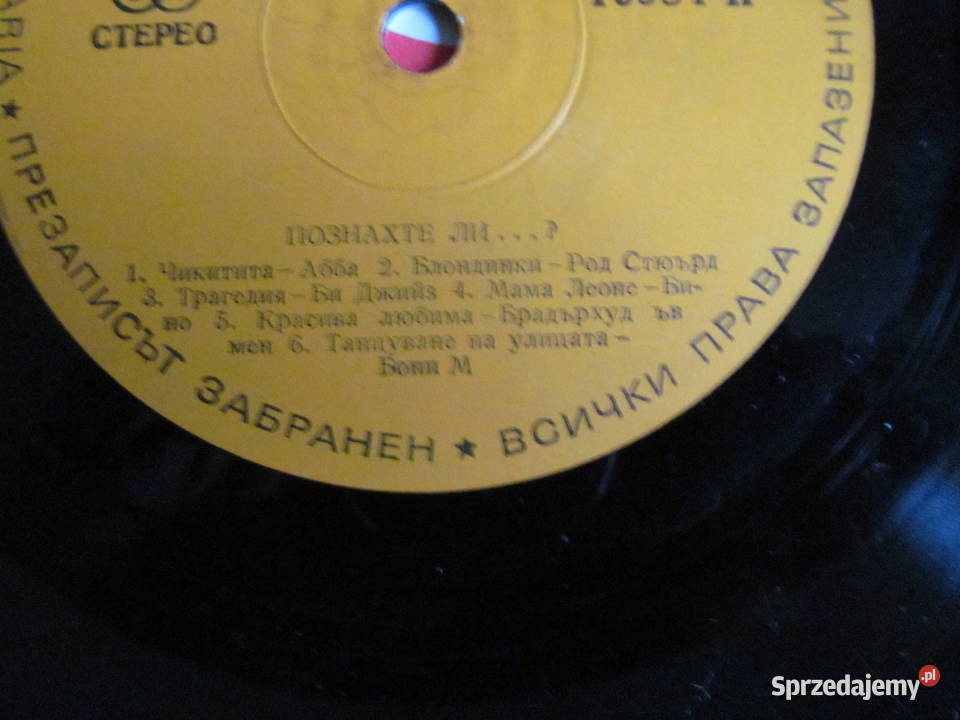 СТЕРЕО
ПОЗНАХТЕ ЛИ...?
1. Чикитита – Абба 2. Блондинки – Род Стюърд
3. Трагедия – Би Джийз 4. Мама Леоне – Би-
но 5. Красива любима – Брадърхуд ъв
мен 6. Танцуване на улицата –
Бони М
★ ПРЕЗАПИСЪТ ЗАБРАНЕН ★ ВСИЧКИ ПРАВА ЗАПАЗЕНИ
Sprzedajemy.pl